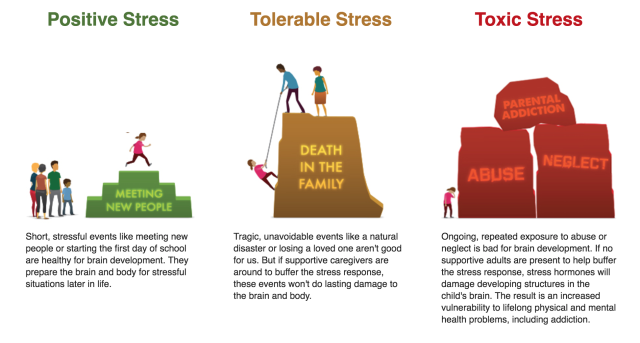 Positive Stress
Tolerable Stress
Toxic Stress
MEETING
NEW PEOPLE
DEATH
IN THE
FAMILY
PARENTAL
ADDICTION
ABUSE
NEGLECT
Short, stressful events like meeting new
people or starting the first day of school
are healthy for brain development. They
prepare the brain and body for stressful
situations later in life.
Tragic, unavoidable events like a natural
disaster or losing a loved one aren't good
for us. But if supportive caregivers are
around to buffer the stress response,
these events won't do lasting damage to
the brain and body.
Ongoing, repeated exposure to abuse or
neglect is bad for brain development. If no
supportive adults are present to help buffer
the stress response, stress hormones will
damage developing structures in the
child's brain. The result is an increased
vulnerability to lifelong physical and mental
health problems, including addiction.